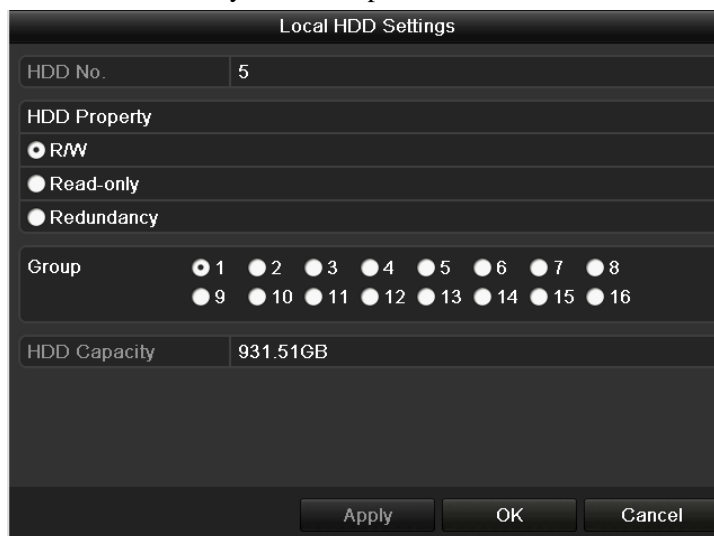 Local HDD Settings
HDD No. 5
HDD Property
R/W
Read-only
Redundancy
Group 1 2 3 4 5 6 7 8
9 10 11 12 13 14 15 16
HDD Capacity 931.51GB
Apply OK Cancel